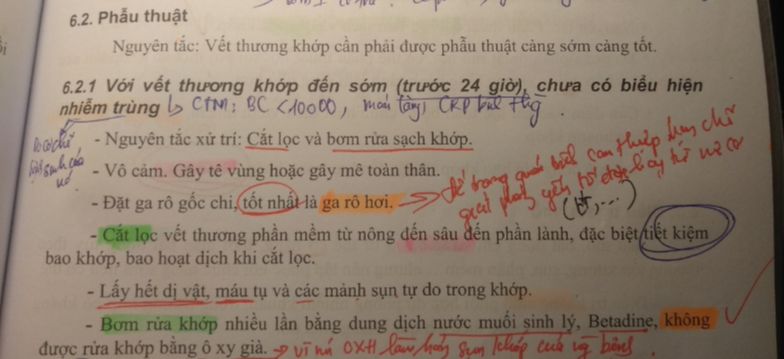 6.2. Phẫu thuật
Nguyên tắc: Vết thương khớp cần phải được phẫu thuật càng sớm càng tốt.
6.2.1 Với vết thương khớp đến sớm (trước 24 giờ), chưa có biểu hiện
nhiễm trùng CTM: BC <10000, máu lắng, CRP bình thg
- Nguyên tắc xử trí: Cắt lọc và bơm rửa sạch khớp.
- Vô cảm. Gây tê vùng hoặc gây mê toàn thân.
- Đặt ga rô gốc chi, tốt nhất là ga rô hơi.
để trong quá can thiệp hạn chế
- Cắt lọc vết thương phần mềm từ nông đến sâu đến phần lành, đặc biệt tiết kiệm
bao khớp, bao hoạt dịch khi cắt lọc.
- Lấy hết dị vật, máu tụ và các mảnh sụn tự do trong khớp.
- Bơm rửa khớp nhiều lần bằng dung dịch nước muối sinh lý, Betadine, không
được rửa khớp bằng ô xy già. vì nó OXH làm hỏng sụn khớp của